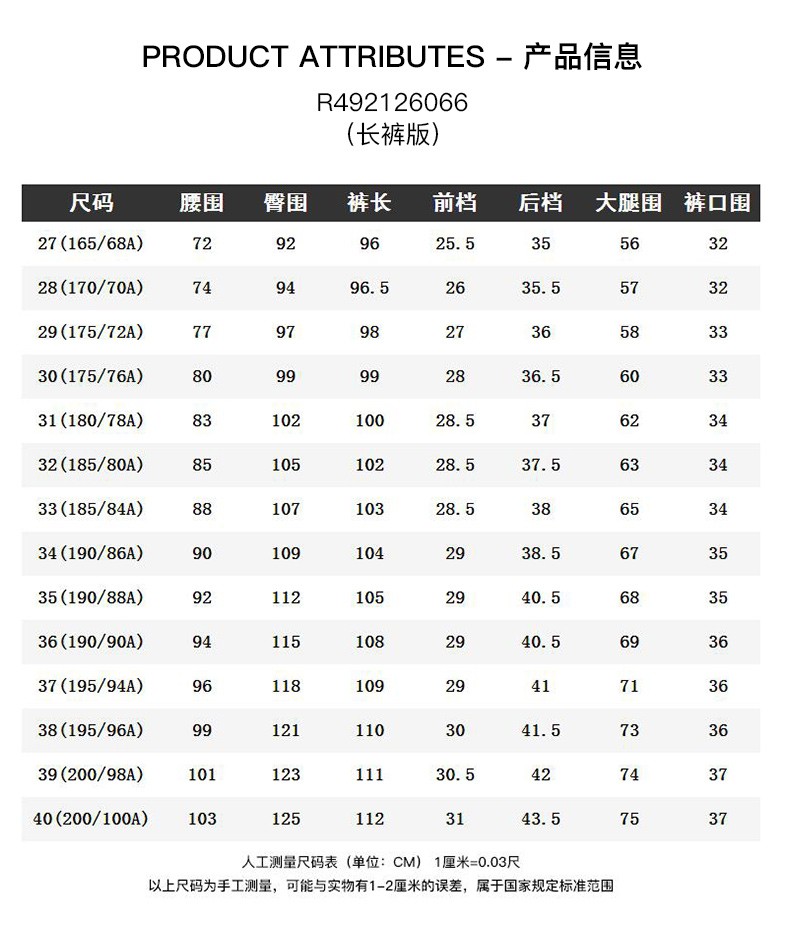 PRODUCT ATTRIBUTES – 产品信息
R492126066
（长裤版）
尺码 腰围 臀围 裤长 前档 后档 大腿围 裤口围
27(165/68A) 72 92 96 25.5 35 56 32
28(170/70A) 74 94 96.5 26 35.5 57 32
29(175/72A) 77 97 98 27 36 58 33
30(175/76A) 80 99 99 28 36.5 60 33
31(180/78A) 83 102 100 28.5 37 62 34
32(185/80A) 85 105 102 28.5 37.5 63 34
33(185/84A) 88 107 103 28.5 38 65 34
34(190/86A) 90 109 104 29 38.5 67 35
35(190/88A) 92 112 105 29 40.5 68 35
36(190/90A) 94 115 108 29 40.5 69 36
37(195/94A) 96 118 109 29 41 71 36
38(195/96A) 99 121 110 30 41.5 73 36
39(200/98A) 101 123 111 30.5 42 74 37
40(200/100A) 103 125 112 31 43.5 75 37
人工测量尺码表（单位：CM） 1厘米=0.03尺
以上尺码为手工测量，可能与实物有1-2厘米的误差，属于国家规定标准范围